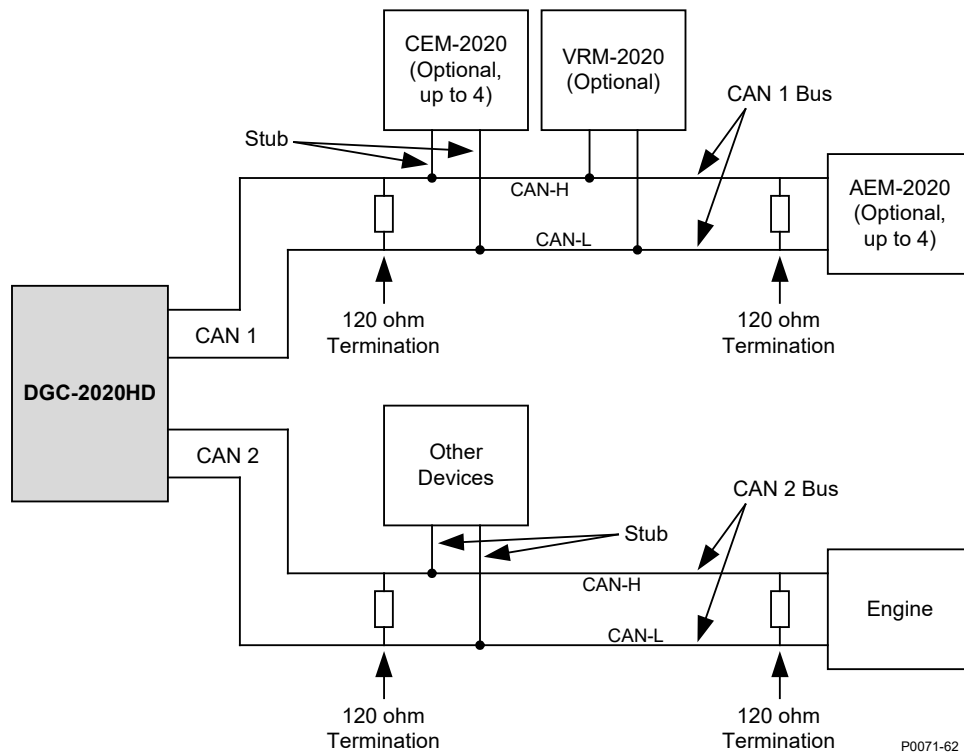 CEM-2020
(Optional,
up to 4)
VRM-2020
(Optional)
CAN 1 Bus
Stub
CAN-H
AEM-2020
(Optional,
up to 4)
CAN-L
120 ohm
Termination
120 ohm
Termination
CAN 1
DGC-2020HD
CAN 2
Other
Devices
CAN 2 Bus
Stub
CAN-H
Engine
CAN-L
120 ohm
Termination
120 ohm
Termination
P0071-62